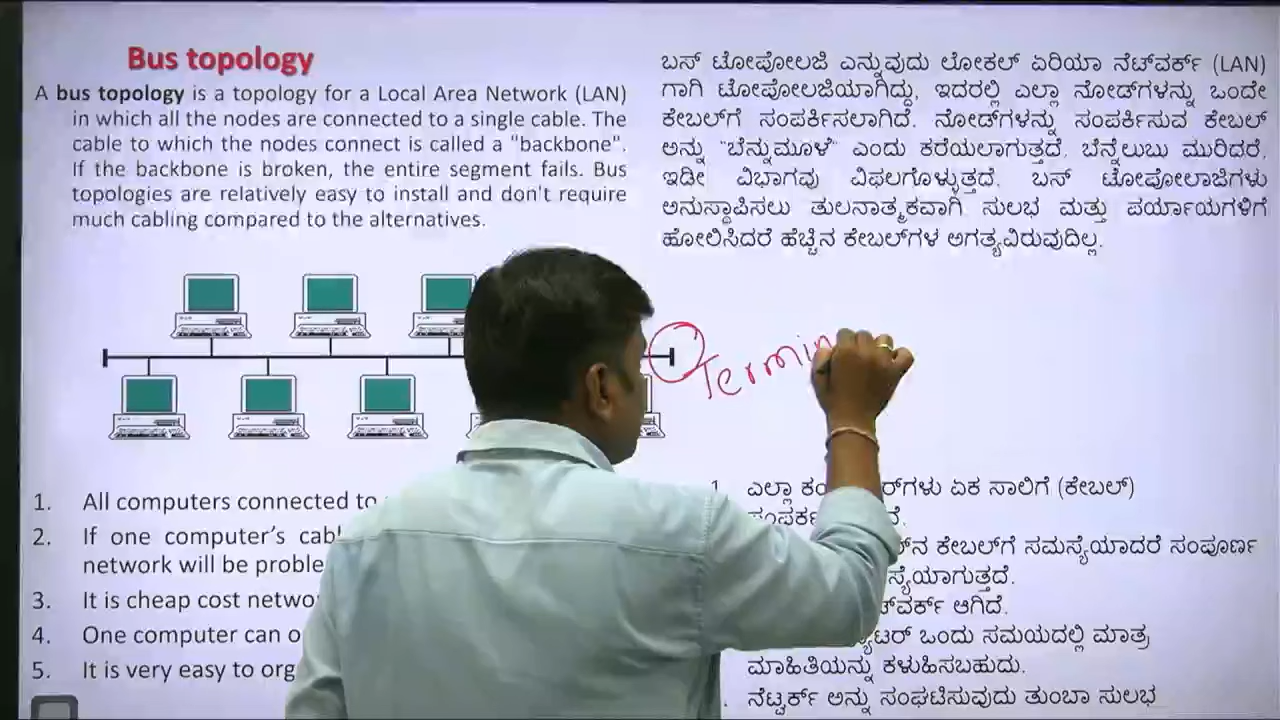 Bus topology
A bus topology is a topology for a Local Area Network (LAN)
in which all the nodes are connected to a single cable. The
cable to which the nodes connect is called a "backbone".
If the backbone is broken, the entire segment fails. Bus
topologies are relatively easy to install and don't require
much cabling compared to the alternatives.
ಬಸ್ ಟೋಪೋಲಜಿ ಎನ್ನುವುದು ಲೋಕಲ್ ಏರಿಯಾ ನೆಟ್‌ವರ್ಕ್ (LAN)
ಗಾಗಿ ಟೋಪೋಲಜಿಯಾಗಿದ್ದು, ಇದರಲ್ಲಿ ಎಲ್ಲಾ ನೋಡ್‌ಗಳನ್ನು ಒಂದೇ
ಕೇಬಲ್‌ಗೆ ಸಂಪರ್ಕಿಸಲಾಗಿದೆ. ನೋಡ್‌ಗಳನ್ನು ಸಂಪರ್ಕಿಸುವ ಕೇಬಲ್
ಅನ್ನು "ಬೆನ್ನುಮೂಳೆ" ಎಂದು ಕರೆಯಲಾಗುತ್ತದೆ. ಬೆನ್ನೆಲುಬು ಮುರಿದರೆ,
ಇಡೀ ವಿಭಾಗವು ವಿಫಲಗೊಳ್ಳುತ್ತದೆ. ಬಸ್ ಟೋಪೋಲಾಜಿಗಳು
ಅನುಸ್ಥಾಪಿಸಲು ತುಲನಾತ್ಮಕವಾಗಿ ಸುಲಭ ಮತ್ತು ಪರ್ಯಾಯಗಳಿಗೆ
ಹೋಲಿಸಿದರೆ ಹೆಚ್ಚಿನ ಕೇಬಲ್‌ಗಳ ಅಗತ್ಯವಿರುವುದಿಲ್ಲ.
Termin
1. All computers connected to
2. If one computer's cabl
network will be proble
3. It is cheap cost netwo
4. One computer can o
5. It is very easy to org
1. ಎಲ್ಲಾ ಕಂ ರ್‌ಗಳು ಏಕ ಸಾಲಿಗೆ (ಕೇಬಲ್)
ಕೇಬಲ್‌ಗೆ ಸಮಸ್ಯೆಯಾದರೆ ಸಂಪೂರ್ಣ
ಸ್ಯೆಯಾಗುತ್ತದೆ.
ವರ್ಕ್ ಆಗಿದೆ.
ಒಂದು ಸಮಯದಲ್ಲಿ ಮಾತ್ರ
ಮಾಹಿತಿಯನ್ನು ಕಳುಹಿಸಬಹುದು.
ನೆಟ್ವರ್ಕ್ ಅನ್ನು ಸಂಘಟಿಸುವುದು ತುಂಬಾ ಸುಲಭ